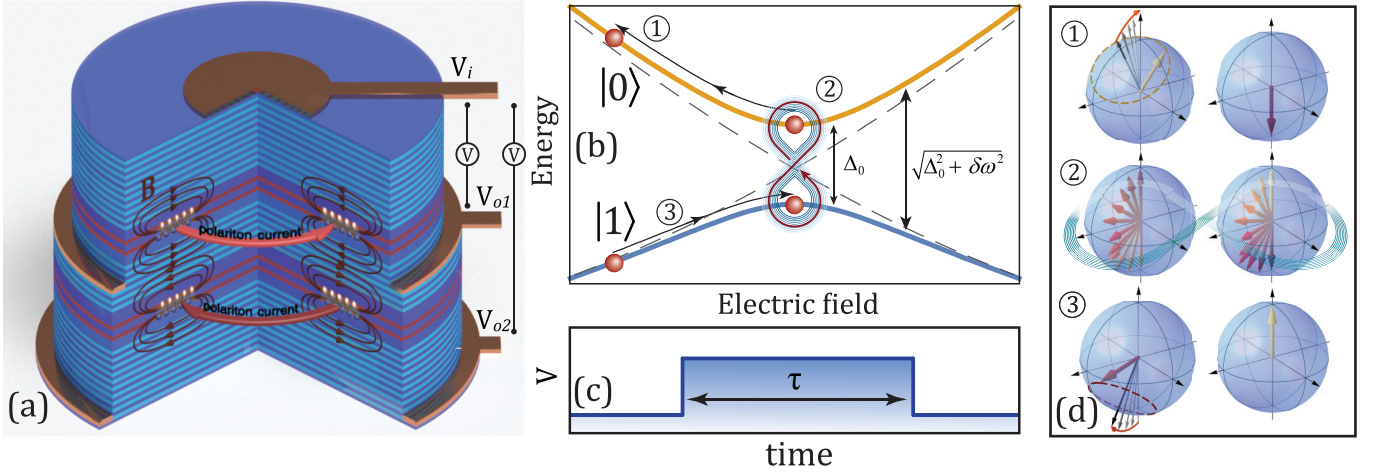 V_i
V
V
B
V_o1
polariton current
polariton current
V_o2
(a)
Energy
①
|0⟩
②
(b)
Δ_0
√Δ_0^2 + δω^2
③
|1⟩
Electric field
V
(c)
τ
time
①
②
③
(d)